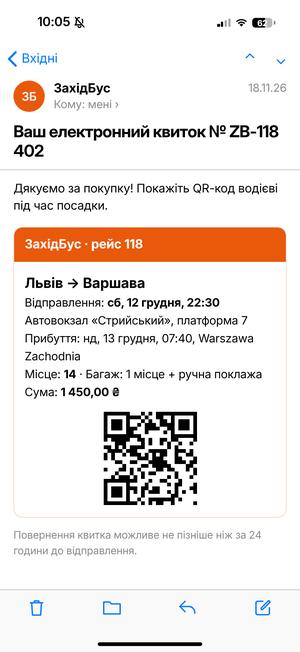 10:05
62
Вхідні
ЗБ
ЗахідБус
18.11.26
Кому: мені ›
Ваш електронний квиток № ZB-118
402
Дякуємо за покупку! Покажіть QR-код водієві
під час посадки.
ЗахідБус · рейс 118
Львів → Варшава
Відправлення: сб, 12 грудня, 22:30
Автовокзал «Стрийський», платформа 7
Прибуття: нд, 13 грудня, 07:40, Warszawa
Zachodnia
Місце: 14 · Багаж: 1 місце + ручна поклажа
Сума: 1 450,00 ₴
Повернення квитка можливе не пізніше ніж за 24
години до відправлення.